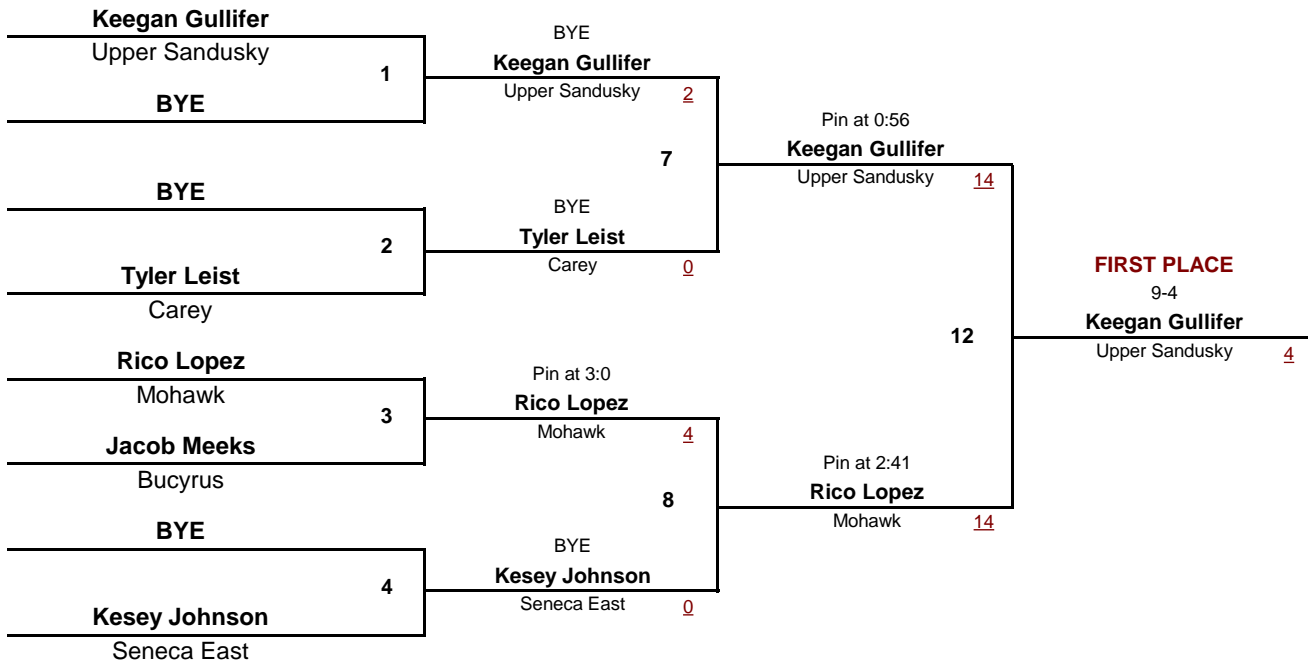 Keegan Gullifer
Upper Sandusky
1
BYE
BYE
2
Tyler Leist
Carey
Rico Lopez
Mohawk
3
Jacob Meeks
Bucyrus
BYE
4
Kesey Johnson
Seneca East
BYE
Keegan Gullifer
Upper Sandusky 2
7
BYE
Tyler Leist
Carey 0
Pin at 3:0
Rico Lopez
Mohawk 4
8
BYE
Kesey Johnson
Seneca East 0
Pin at 0:56
Keegan Gullifer
Upper Sandusky 14
12
Pin at 2:41
Rico Lopez
Mohawk 14
FIRST PLACE
9-4
Keegan Gullifer
Upper Sandusky 4